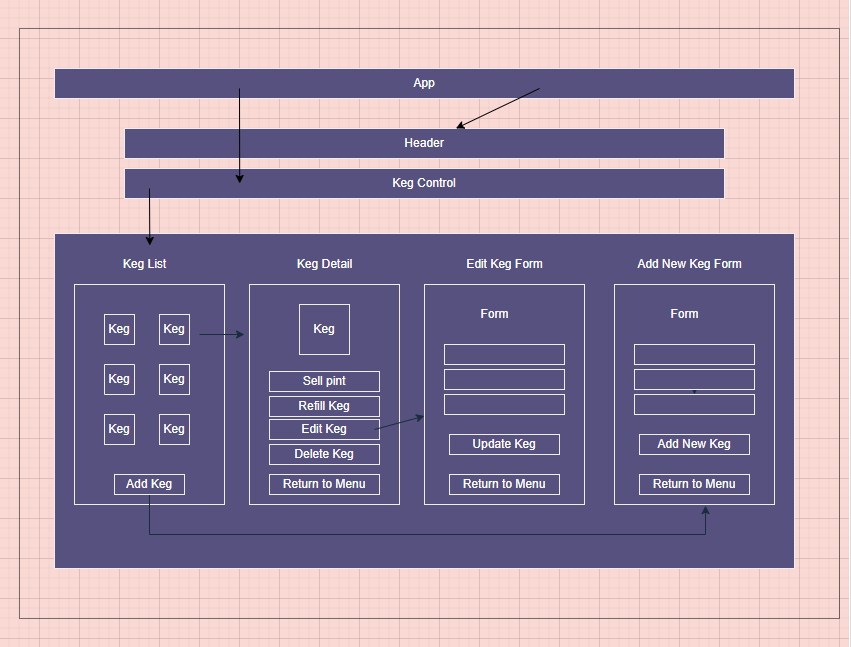 App
Header
Keg Control
Keg List
Keg Keg
Keg Keg
Keg Keg
Add Keg
Keg Detail
Keg
Sell pint
Refill Keg
Edit Keg
Delete Keg
Return to Menu
Edit Keg Form
Form
Update Keg
Return to Menu
Add New Keg Form
Form
Add New Keg
Return to Menu